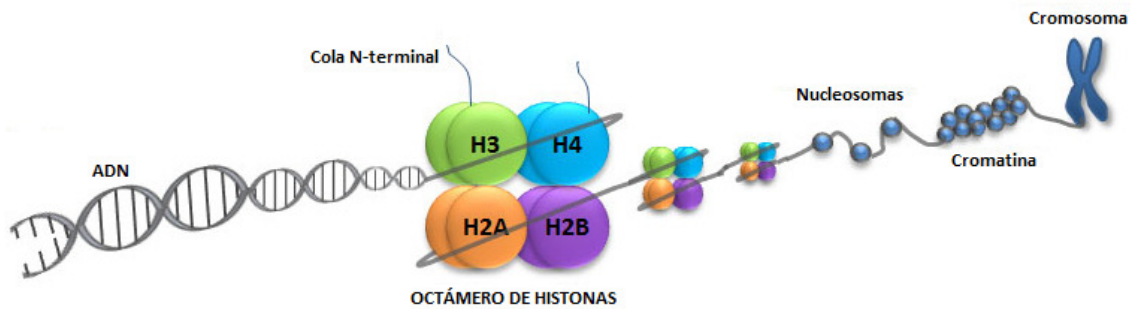 Cromosoma
Cola N-terminal
Nucleosomas
H3
H4
Cromatina
ADN
H2A
H2B
OCTÁMERO DE HISTONAS